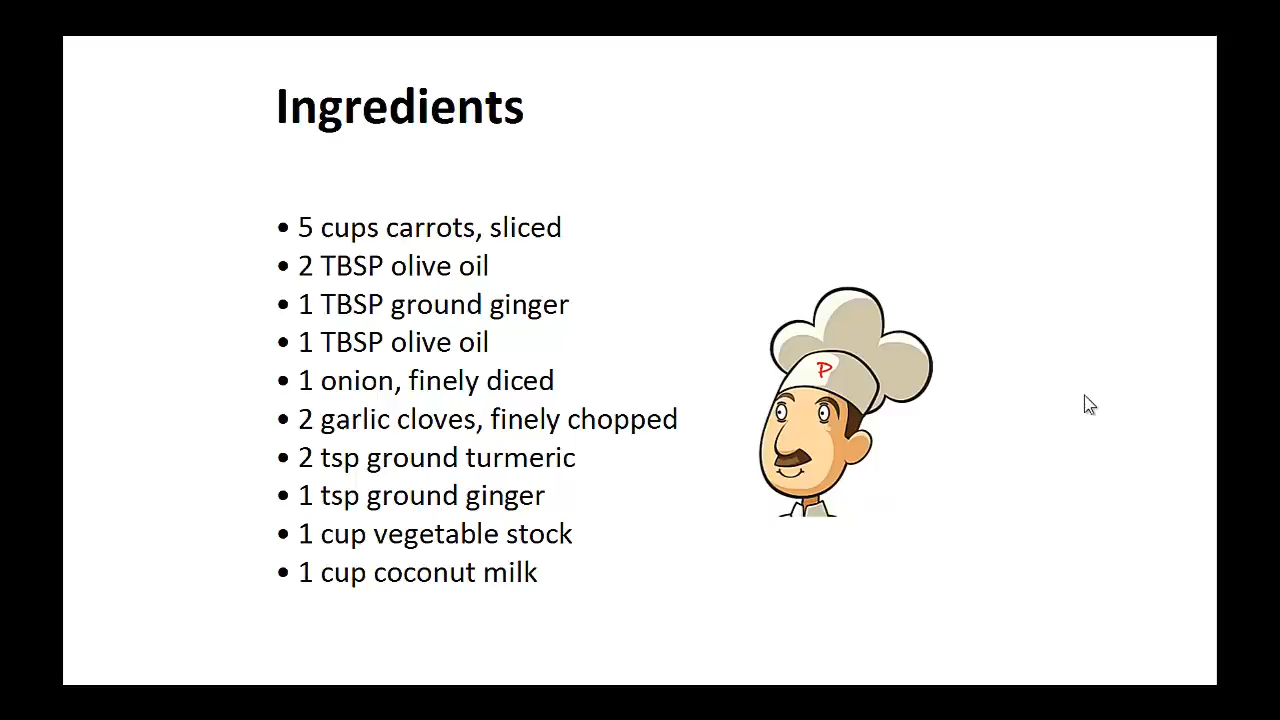 Ingredients
• 5 cups carrots, sliced
• 2 TBSP olive oil
• 1 TBSP ground ginger
• 1 TBSP olive oil
• 1 onion, finely diced
• 2 garlic cloves, finely chopped
• 2 tsp ground turmeric
• 1 tsp ground ginger
• 1 cup vegetable stock
• 1 cup coconut milk
P